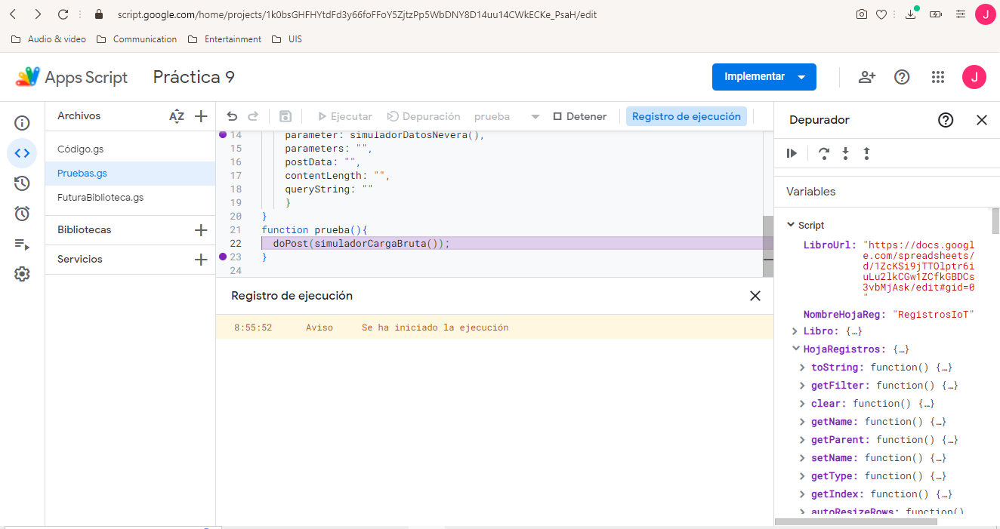 script.google.com/home/projects/1k0bsGHFHYtdFd3y66foFFoY5ZjtzPp5WbDNY8D14uu14CWkECKe_PsaH/edit
J
Audio & video
Communication
Entertainment
UIS
Apps Script
Práctica 9
Implementar
J
Archivos
AZ
Código.gs
Pruebas.gs
FuturaBiblioteca.gs
Bibliotecas
Servicios
Ejecutar
Depuración
prueba
Detener
Registro de ejecución
14 parameter: simuladorDatosNevera(),
15 parameters: "",
16 postData: "",
17 contentLength: "",
18 queryString: ""
19 }
20 }
21 function prueba(){
22 doPost(simuladorCargaBruta());
23 }
24
Registro de ejecución
8:55:52 Aviso Se ha iniciado la ejecución
Depurador
Variables
Script
LibroUrl: "https://docs.googl
e.com/spreadsheets/
d/1ZcKSi9jTTOlptr6i
uLu2lkCGw1ZCfkGBDCs
3vbMjAsk/edit#gid=0
"
NombreHojaReg: "RegistrosIoT"
Libro: {…}
HojaRegistros: {…}
toString: function() {…}
getFilter: function() {…}
clear: function() {…}
getName: function() {…}
getParent: function() {…}
setName: function() {…}
getType: function() {…}
getIndex: function() {…}
autoResizeRows: function()